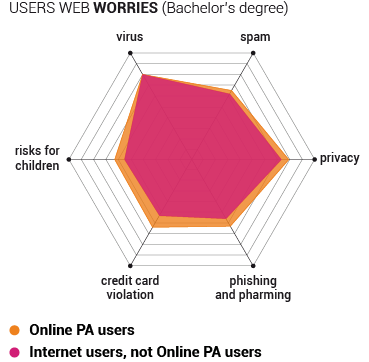 USERS WEB WORRIES (Bachelor's degree)
virus
spam
risks for
children
privacy
credit card
violation
phishing
and pharming
Online PA users
Internet users, not Online PA users